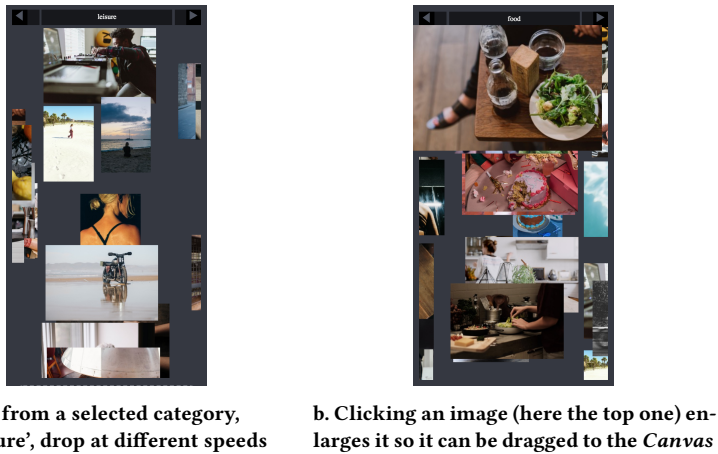 leisure
food
from a selected category,
ure’, drop at different speeds
b. Clicking an image (here the top one) en-
larges it so it can be dragged to the Canvas